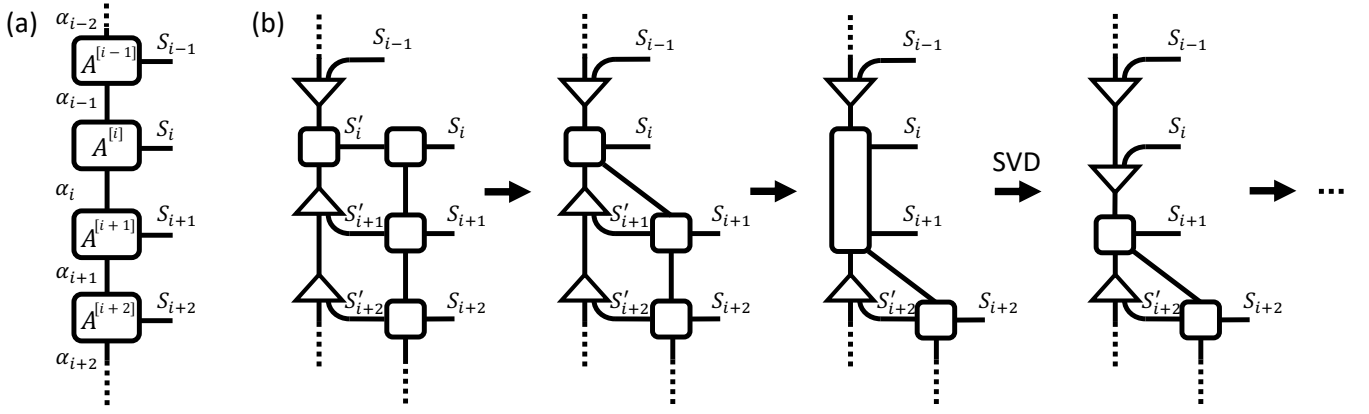 (a)
α_{i−2}
A^{[i − 1]} S_{i−1}
α_{i−1}
A^{[i]} S_i
α_i
A^{[i + 1]} S_{i+1}
α_{i+1}
A^{[i + 2]} S_{i+2}
α_{i+2}
(b)
S_{i−1}
S′_i S_i
S′_{i+1} S_{i+1}
S′_{i+2} S_{i+2}
S_{i−1}
S_i
S′_{i+1} S_{i+1}
S′_{i+2} S_{i+2}
S_{i−1}
S_i
S_{i+1}
S′_{i+2} S_{i+2}
SVD
S_{i−1}
S_i
S_{i+1}
S′_{i+2} S_{i+2}
...